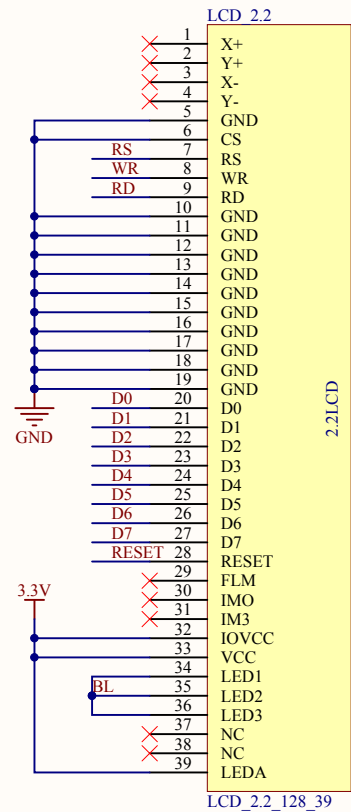 LCD_2.2
1 X+
2 Y+
3 X-
4 Y-
5 GND
6 CS
RS 7 RS
WR 8 WR
RD 9 RD
10 GND
11 GND
12 GND
13 GND
14 GND
15 GND
16 GND
17 GND
18 GND
19 GND
GND
D0 20 D0
D1 21 D1
D2 22 D2
D3 23 D3
D4 24 D4
D5 25 D5
D6 26 D6
D7 27 D7
RESET 28 RESET
29 FLM
30 IMO
31 IM3
3.3V
32 IOVCC
33 VCC
34 LED1
BL 35 LED2
36 LED3
37 NC
38 NC
39 LEDA
2.2LCD
LCD_2.2_128_39